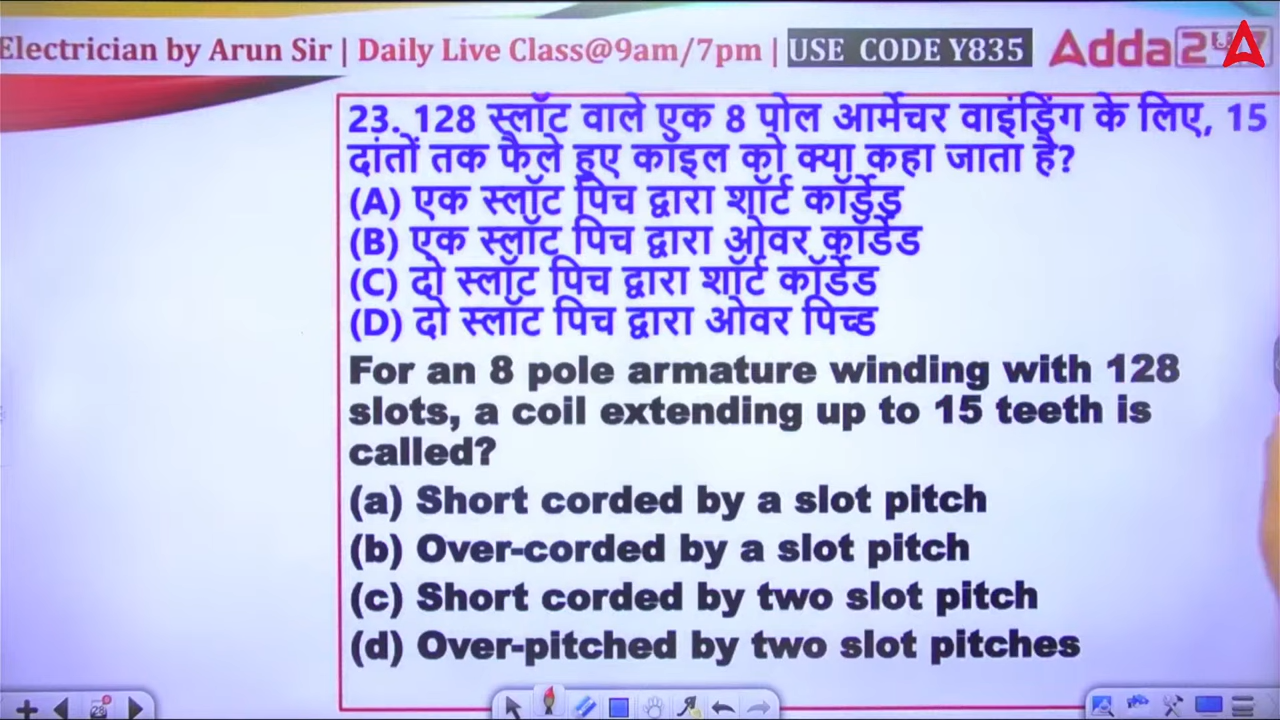 Electrician by Arun Sir | Daily Live Class@9am/7pm | USE CODE Y835
Adda247
23. 128 स्लॉट वाले एक 8 पोल आर्मेचर वाइंडिंग के लिए, 15
दांतों तक फैले हुए कॉइल को क्या कहा जाता है?
(A) एक स्लॉट पिच द्वारा शॉर्ट कॉर्डेड
(B) एक स्लॉट पिच द्वारा ओवर कॉर्डेड
(C) दो स्लॉट पिच द्वारा शॉर्ट कॉर्डेड
(D) दो स्लॉट पिच द्वारा ओवर पिच्ड
For an 8 pole armature winding with 128
slots, a coil extending up to 15 teeth is
called?
(a) Short corded by a slot pitch
(b) Over-corded by a slot pitch
(c) Short corded by two slot pitch
(d) Over-pitched by two slot pitches
28